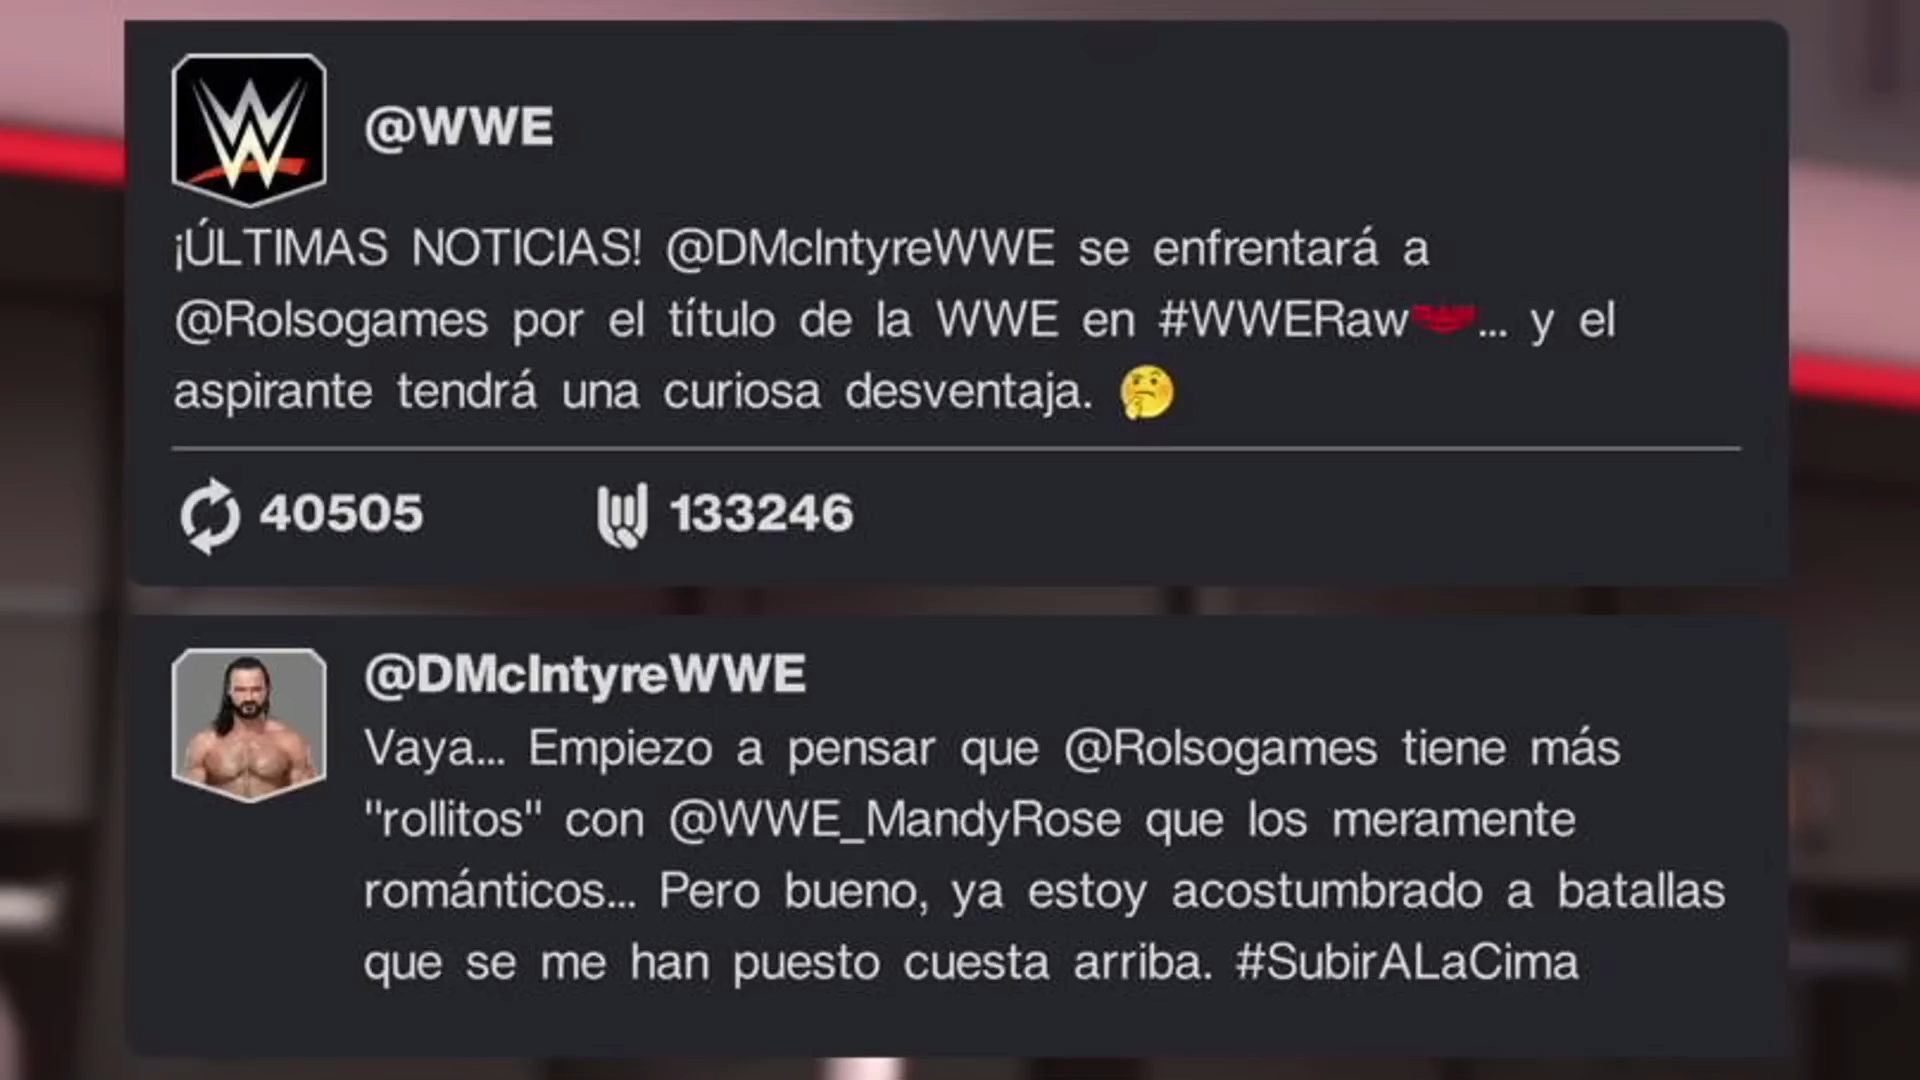 @WWE
¡ÚLTIMAS NOTICIAS! @DMcIntyreWWE se enfrentará a
@Rolsogames por el título de la WWE en #WWERaw... y el
aspirante tendrá una curiosa desventaja. 🤔
40505 133246
@DMcIntyreWWE
Vaya... Empiezo a pensar que @Rolsogames tiene más
"rollitos" con @WWE_MandyRose que los meramente
románticos... Pero bueno, ya estoy acostumbrado a batallas
que se me han puesto cuesta arriba. #SubirALaCima